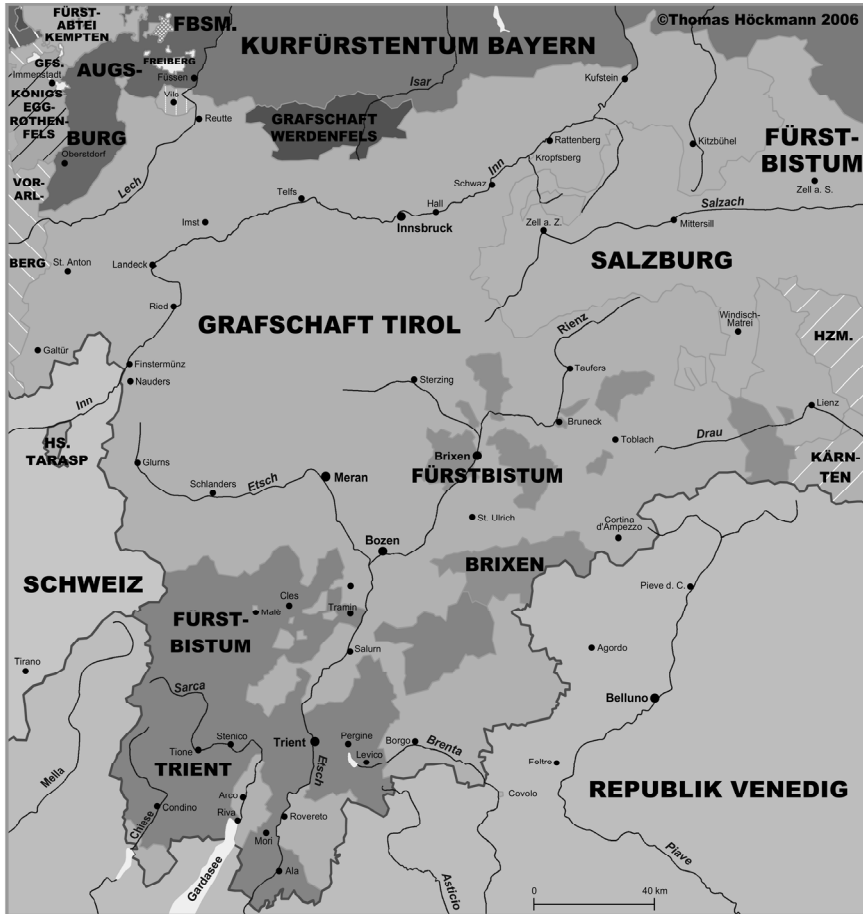 ©Thomas Höckmann 2006
FÜRST-
ABTEI
KEMPTEN
FBSM.
KURFÜRSTENTUM BAYERN
GFS.
Immenstadt
KÖNIGS
EGG-
ROTHEN-
FELS
AUGS-
BURG
FREIBERG
Füssen
Vils
Reutte
Oberstdorf
Isar
GRAFSCHAFT
WERDENFELS
Kufstein
Rattenberg
Kropfsberg
Kitzbühel
FÜRST-
BISTUM
Zell a. S.
VOR-
ARL-
BERG
Lech
Telfs
Inn
Schwaz
Hall
Innsbruck
Imst
Salzach
Zell a. Z.
Mittersill
St. Anton
Landeck
SALZBURG
Ried
GRAFSCHAFT TIROL
Rienz
Windisch-
Matrei
HZM.
Galtür
Finstermünz
Nauders
Sterzing
Taufers
Inn
Lienz
Bruneck
Toblach
Drau
HS.
TARASP
Glurns
Brixen
KÄRN-
TEN
Schlanders
Etsch
Meran
FÜRSTBISTUM
St. Ulrich
Cortina
d'Ampezzo
Bozen
BRIXEN
SCHWEIZ
Pieve d. C.
Cles
Malè
Tramin
FÜRST-
BISTUM
Salurn
Agordo
Tirano
Sarca
Belluno
Stenico
Tione
Trient
Pergine
Levico
Borgo
Brenta
Mella
TRIENT
Etsch
Feltre
REPUBLIK VENEDIG
Arco
Covolo
Condino
Riva
Rovereto
Chiese
Mori
Ala
Gardasee
Asticio
Piave
0
40 km